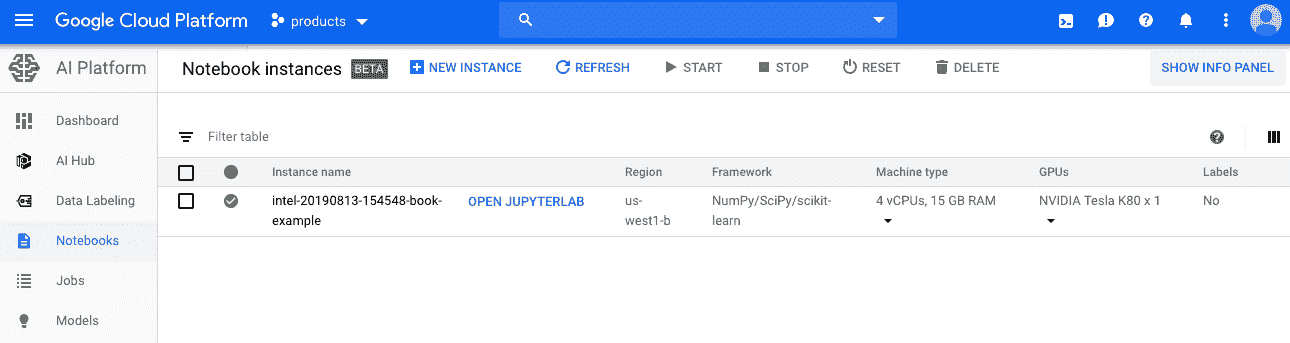 Google Cloud Platform products
AI Platform Notebook instances BETA NEW INSTANCE REFRESH START STOP RESET DELETE SHOW INFO PANEL
Dashboard
AI Hub
Data Labeling
Notebooks
Jobs
Models
Filter table
Instance name Region Framework Machine type GPUs Labels
intel-20190813-154548-book- OPEN JUPYTERLAB us- NumPy/SciPy/scikit- 4 vCPUs, 15 GB RAM NVIDIA Tesla K80 x 1 No
example west1-b learn